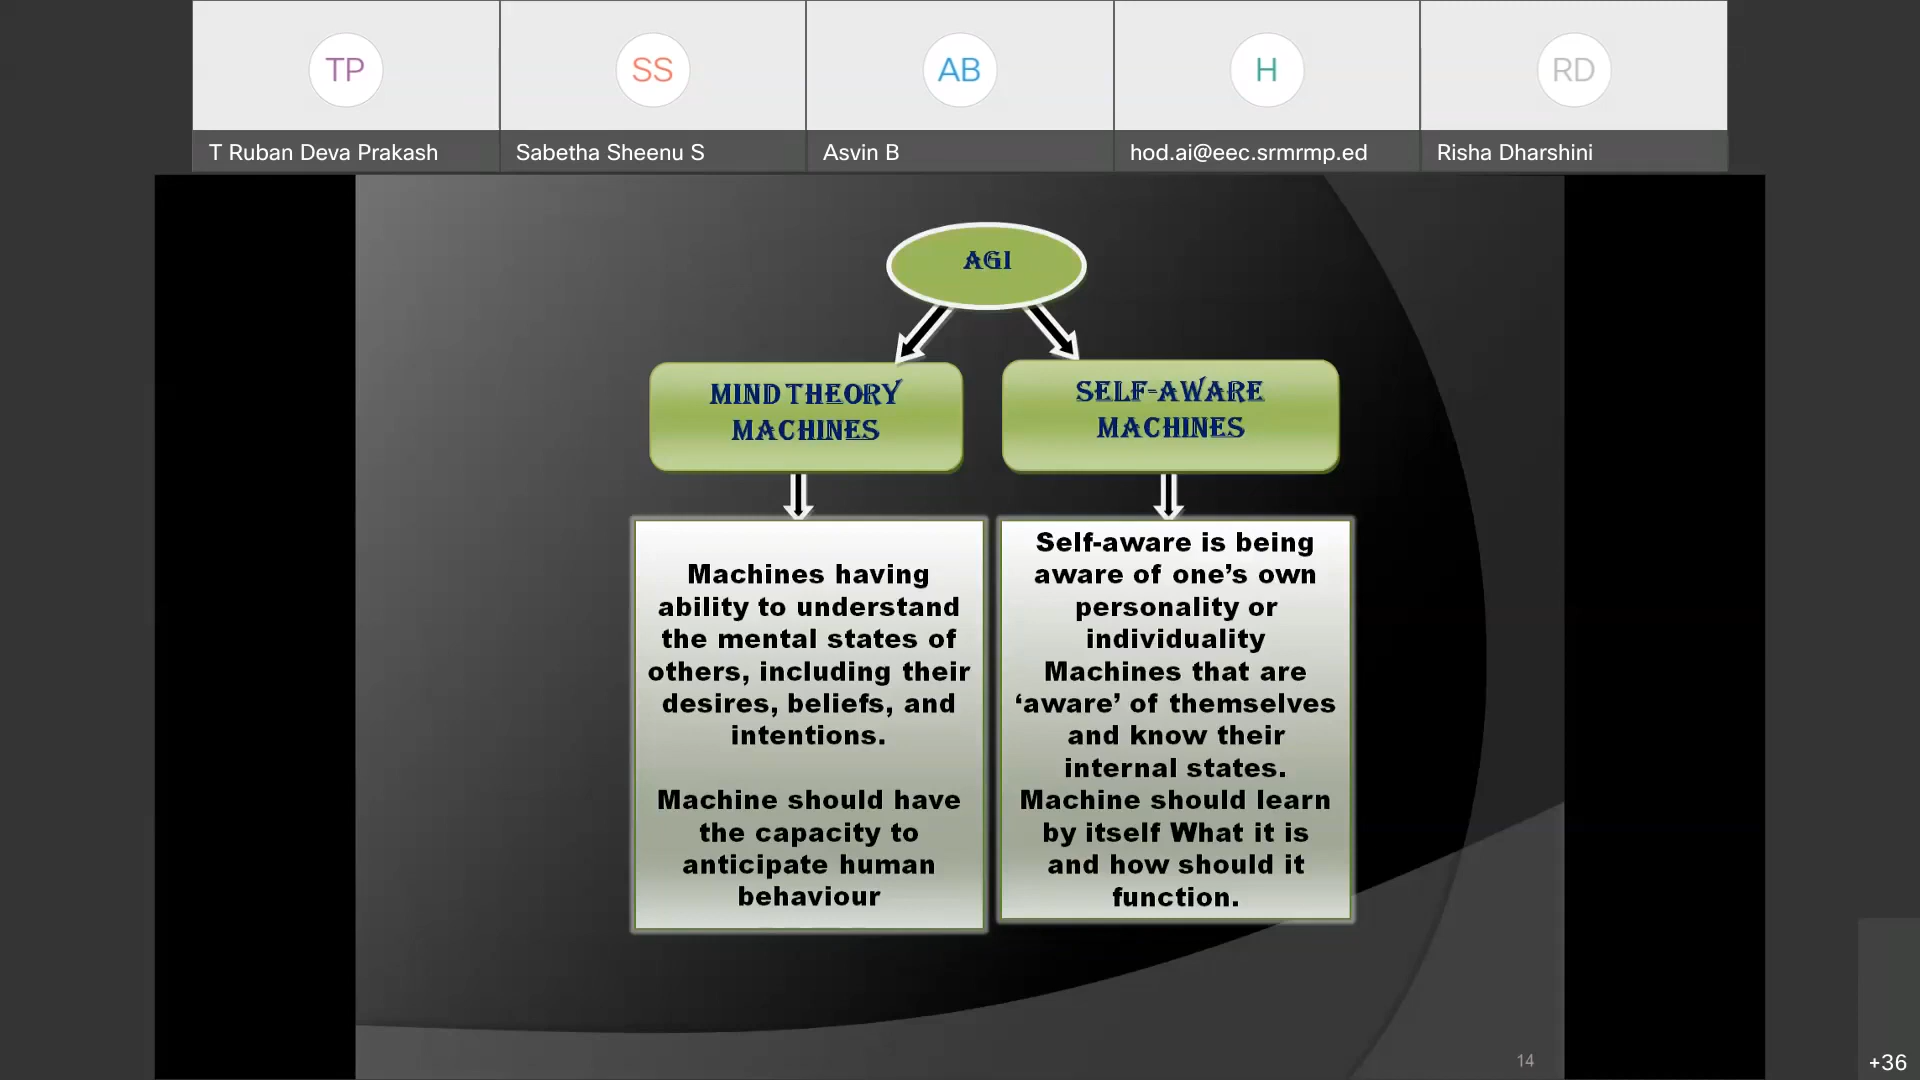 TP
SS
AB
H
RD
T Ruban Deva Prakash
Sabetha Sheenu S
Asvin B
hod.ai@eec.srmrmp.ed
Risha Dharshini
AGI
MIND THEORY
MACHINES
SELF-AWARE
MACHINES
Machines having
ability to understand
the mental states of
others, including their
desires, beliefs, and
intentions.
Machine should have
the capacity to
anticipate human
behaviour
Self-aware is being
aware of one’s own
personality or
individuality
Machines that are
‘aware’ of themselves
and know their
internal states.
Machine should learn
by itself What it is
and how should it
function.
14
+36